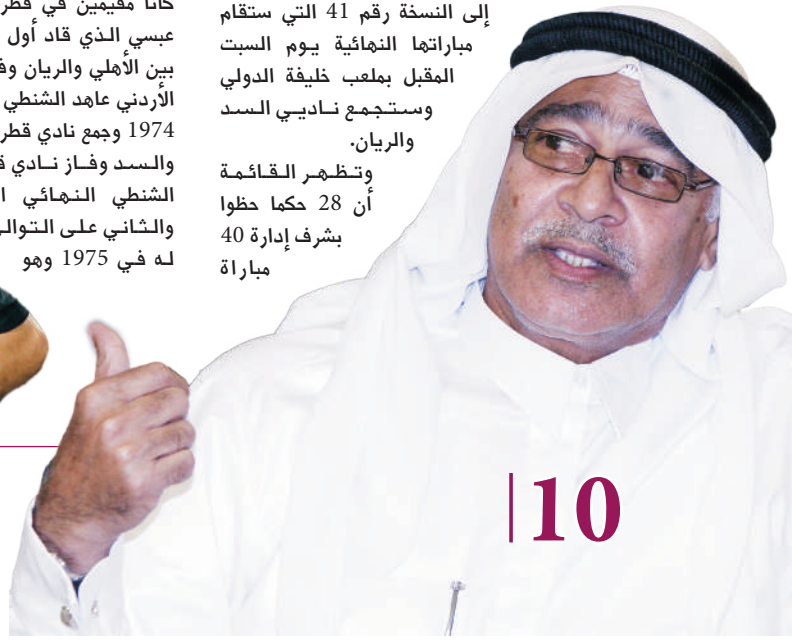 كانا مقيمين في قطر
عبسي الذي قاد أول
بين الأهلي والريان وف
الأردني عاهد الشنطي
1974 وجمع نادي قطر
والسد وفاز نادي ق
الشنطي النهائي ا
والثاني على التوال
له في 1975 وهو
إلى النسخة رقم 41 التي ستقام
مباراتها النهائية يوم السبت
المقبل بملعب خليفة الدولي
وستجمع ناديي السد
والريان.
وتظهر القائمة
أن 28 حكما حظوا
بشرف إدارة 40
مباراة
|10